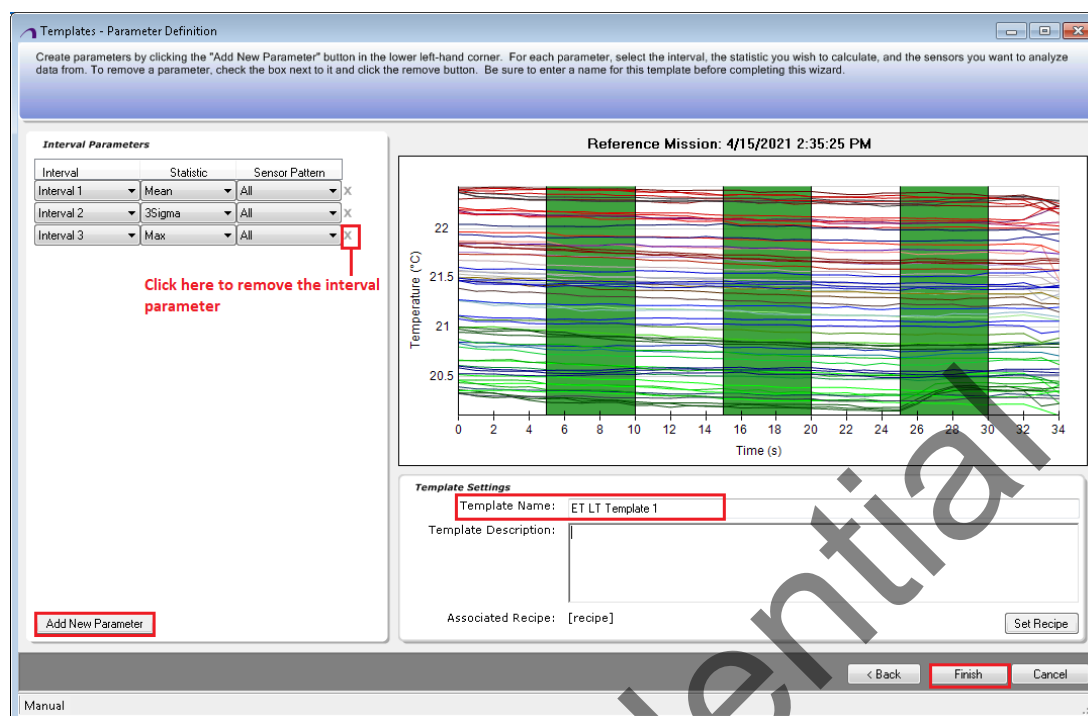 Templates - Parameter Definition
Create parameters by clicking the "Add New Parameter" button in the lower left-hand corner. For each parameter, select the interval, the statistic you wish to calculate, and the sensors you want to analyze
data from. To remove a parameter, check the box next to it and click the remove button. Be sure to enter a name for this template before completing this wizard.
Interval Parameters
Interval Statistic Sensor Pattern
Interval 1 Mean All X
Interval 2 3Sigma All X
Interval 3 Max All X
Click here to remove the interval
parameter
Add New Parameter
Reference Mission: 4/15/2021 2:35:25 PM
Temperature (°C)
22
21.5
21
20.5
0 2 4 6 8 10 12 14 16 18 20 22 24 26 28 30 32 34
Time (s)
Template Settings
Template Name: ET LT Template 1
Template Description:
Associated Recipe: [recipe]
Set Recipe
< Back Finish Cancel
Manual
ential